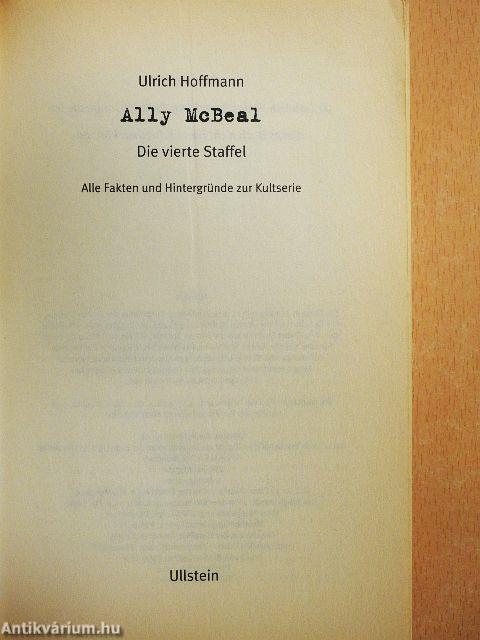 Ulrich Hoffmann
Ally McBeal
Die vierte Staffel
Alle Fakten und Hintergründe zur Kultserie
Ullstein
Antikvárium.hu